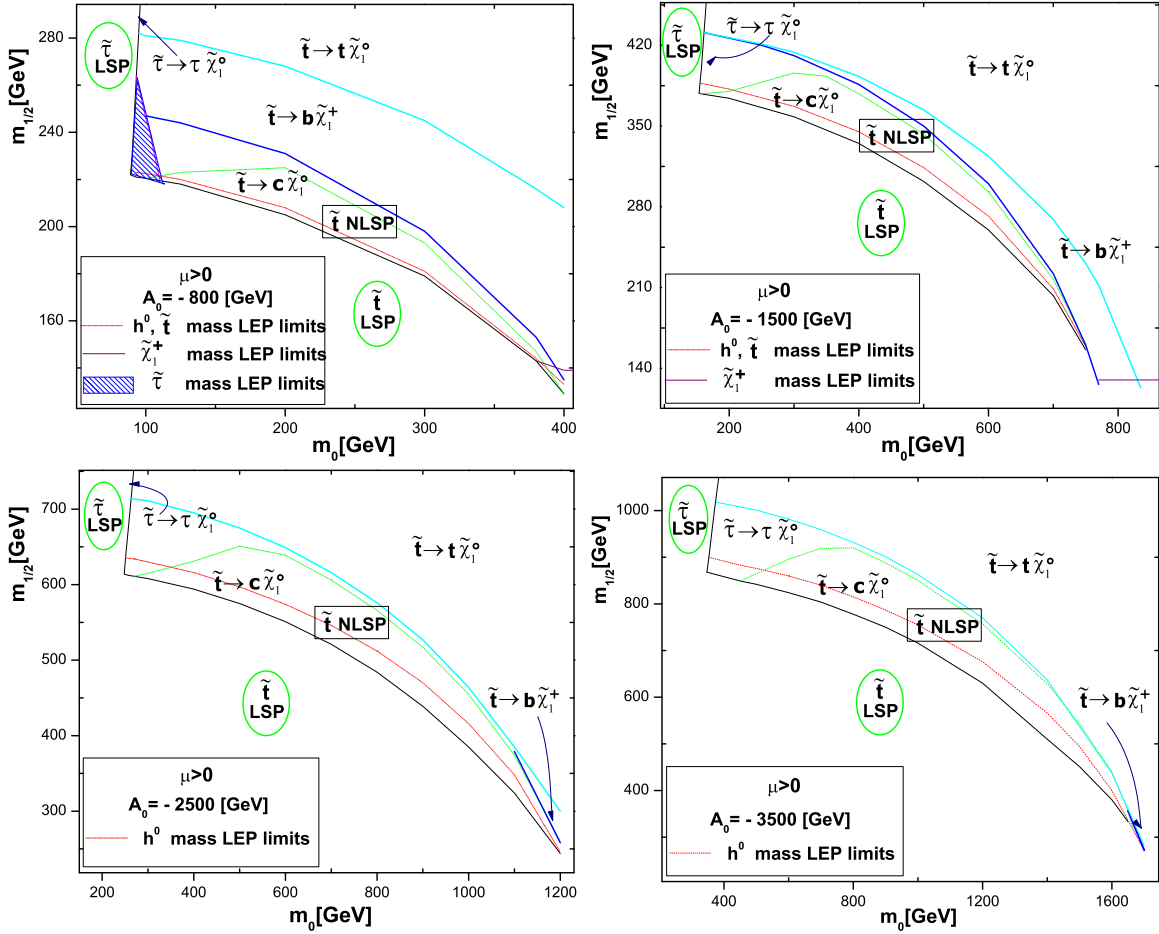 τ̃
LSP
τ̃→τ χ̃₁°
t̃→t χ̃₁°
t̃→b χ̃₁⁺
t̃→c χ̃₁°
t̃ NLSP
t̃
LSP
μ>0
A₀= - 800 [GeV]
h⁰, t̃ mass LEP limits
χ̃₁⁺ mass LEP limits
τ̃ mass LEP limits
280
240
200
160
m₁/₂[GeV]
100 200 300 400
m₀[GeV]
τ̃
LSP
τ̃→τ χ̃₁°
t̃→t χ̃₁°
t̃→c χ̃₁°
t̃ NLSP
t̃
LSP
t̃→b χ̃₁⁺
μ>0
A₀= - 1500 [GeV]
h⁰, t̃ mass LEP limits
χ̃₁⁺ mass LEP limits
420
350
280
210
140
m₁/₂[GeV]
200 400 600 800
m₀[GeV]
τ̃
LSP
τ̃→τ χ̃₁°
t̃→t χ̃₁°
t̃→c χ̃₁°
t̃ NLSP
t̃
LSP
t̃→b χ̃₁⁺
μ>0
A₀= - 2500 [GeV]
h⁰ mass LEP limits
700
600
500
400
300
m₁/₂[GeV]
200 400 600 800 1000 1200
m₀[GeV]
τ̃
LSP
τ̃→τ χ̃₁°
t̃→t χ̃₁°
t̃→c χ̃₁°
t̃ NLSP
t̃
LSP
t̃→b χ̃₁⁺
μ>0
A₀= - 3500 [GeV]
h⁰ mass LEP limits
1000
800
600
400
m₁/₂[GeV]
400 800 1200 1600
m₀[GeV]